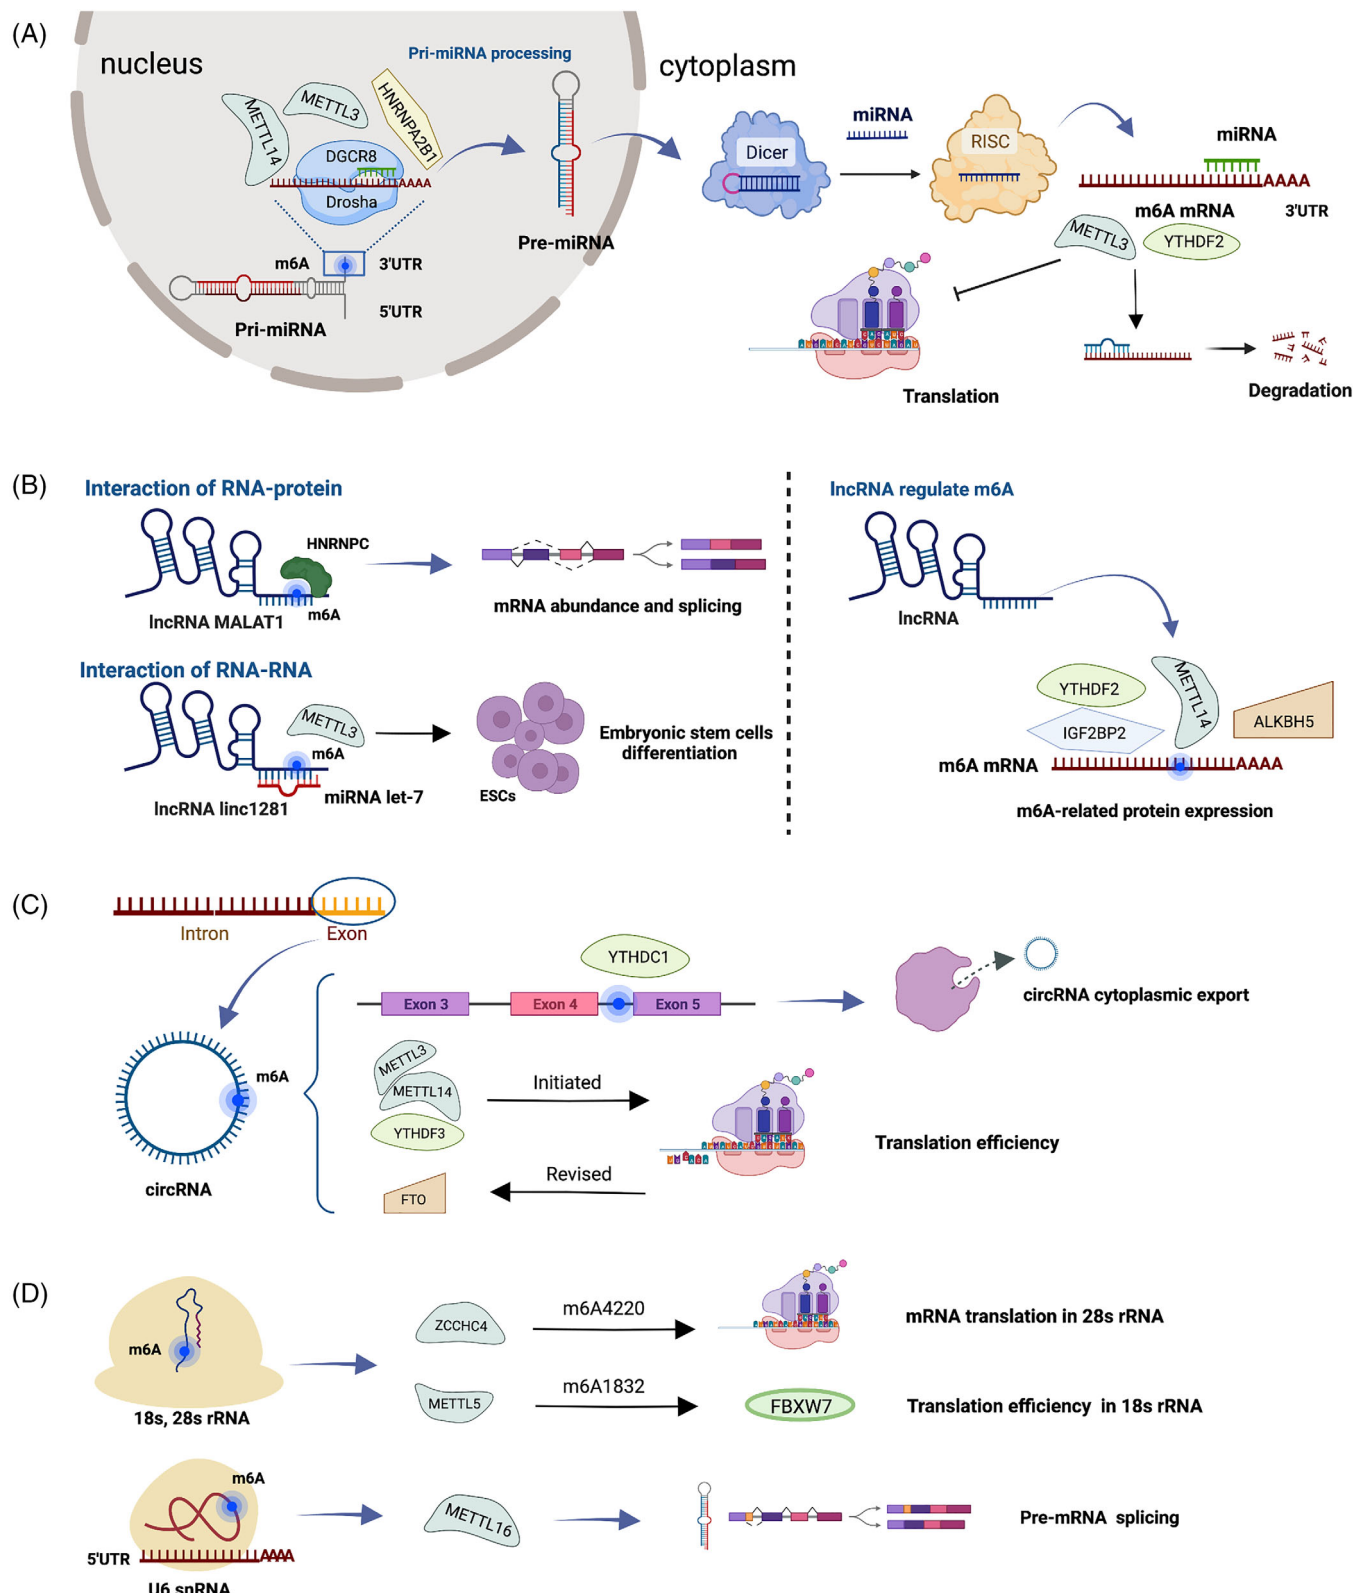 (A)
nucleus
Pri-miRNA processing
cytoplasm
METTL14
METTL3
HNRNPA2B1
DGCR8
AAAA
Drosha
m6A
3'UTR
5'UTR
Pri-miRNA
Pre-miRNA
Dicer
miRNA
RISC
miRNA
AAAA
m6A mRNA
3'UTR
METTL3
YTHDF2
Translation
Degradation
(B)
Interaction of RNA-protein
HNRNPC
m6A
lncRNA MALAT1
mRNA abundance and splicing
Interaction of RNA-RNA
METTL3
m6A
miRNA let-7
lncRNA linc1281
ESCs
Embryonic stem cells
differentiation
lncRNA regulate m6A
lncRNA
YTHDF2
METTL14
IGF2BP2
ALKBH5
m6A mRNA
AAAA
m6A-related protein expression
(C)
Intron
Exon
m6A
circRNA
YTHDC1
Exon 3
Exon 4
Exon 5
circRNA cytoplasmic export
METTL3
METTL14
YTHDF3
Initiated
Translation efficiency
Revised
FTO
(D)
m6A
18s, 28s rRNA
ZCCHC4
m6A4220
mRNA translation in 28s rRNA
METTL5
m6A1832
FBXW7
Translation efficiency in 18s rRNA
m6A
5'UTR
AAAA
U6 snRNA
METTL16
Pre-mRNA splicing